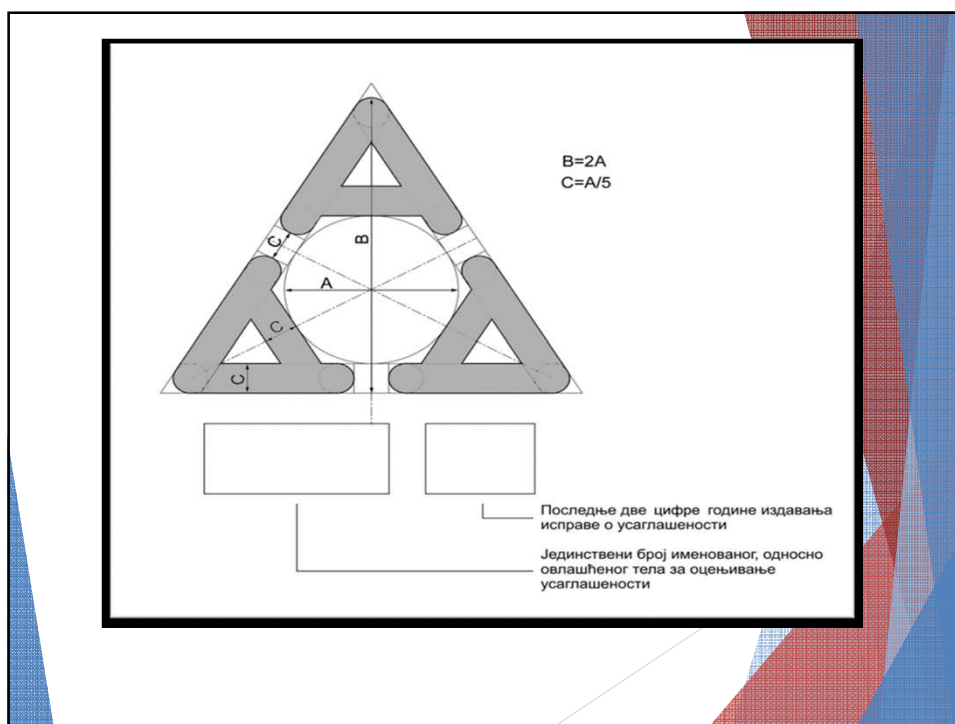 B=2A
C=A/5
C
B
A
C
C
Последње две цифре године издавања
исправе о усаглашености
Јединствени број именованог, односно
овлашћеног тела за оцењивање
усаглашености